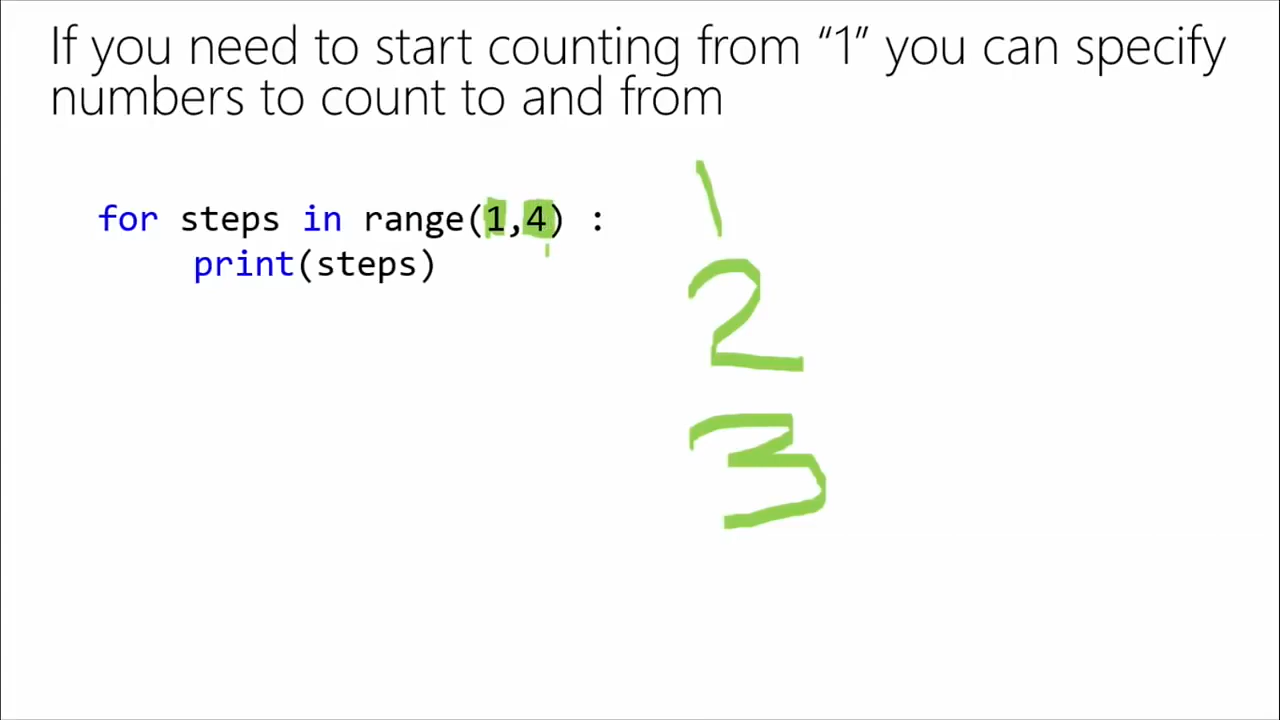 If you need to start counting from “1” you can specify
numbers to count to and from
for steps in range(1,4) :
print(steps)
1
2
3